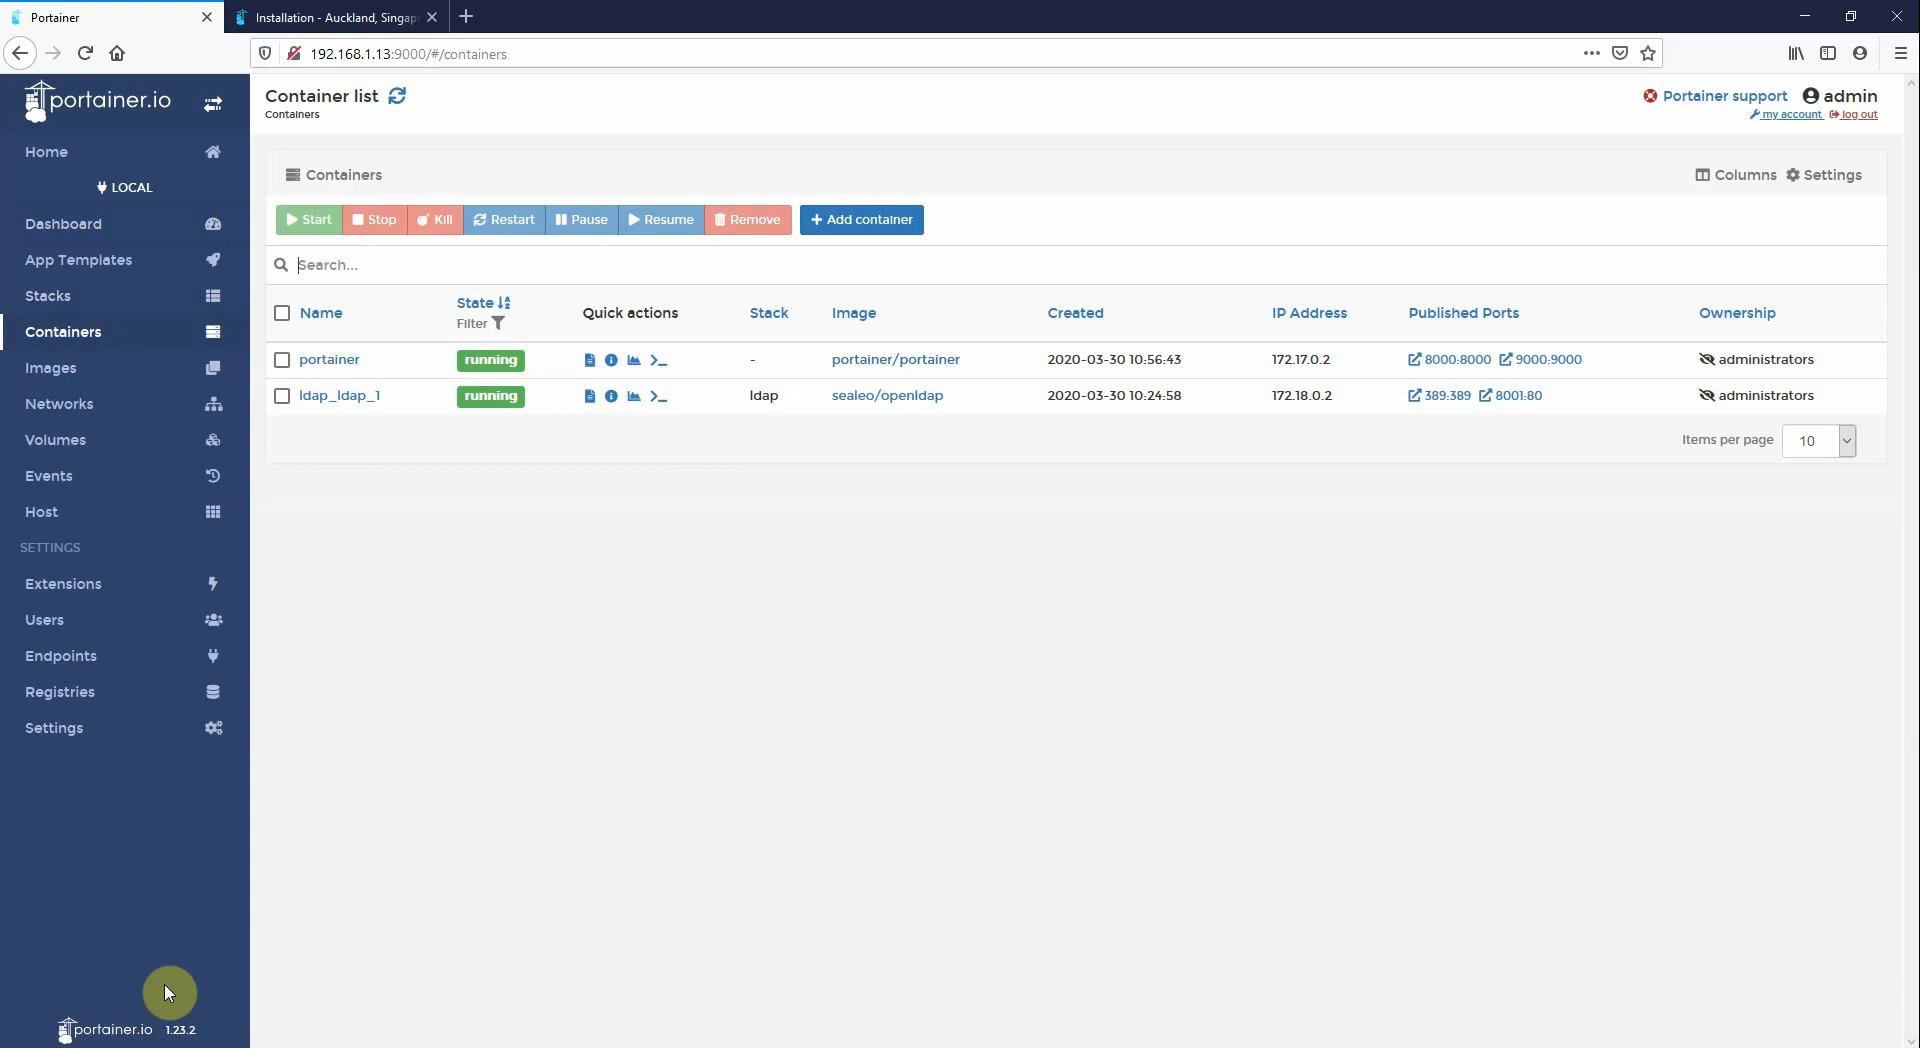 Portainer
Installation - Auckland, Singap
192.168.1.13:9000/#/containers
portainer.io
Home
LOCAL
Dashboard
App Templates
Stacks
Containers
Images
Networks
Volumes
Events
Host
SETTINGS
Extensions
Users
Endpoints
Registries
Settings
portainer.io 1.23.2
Container list
Containers
Portainer support admin
my account log out
Containers
Columns Settings
Start Stop Kill Restart Pause Resume Remove Add container
Search...
Name State Filter Quick actions Stack Image Created IP Address Published Ports Ownership
portainer running - portainer/portainer 2020-03-30 10:56:43 172.17.0.2 8000:8000 9000:9000 administrators
ldap_ldap_1 running ldap sealeo/openldap 2020-03-30 10:24:58 172.18.0.2 389:389 8001:80 administrators
Items per page 10